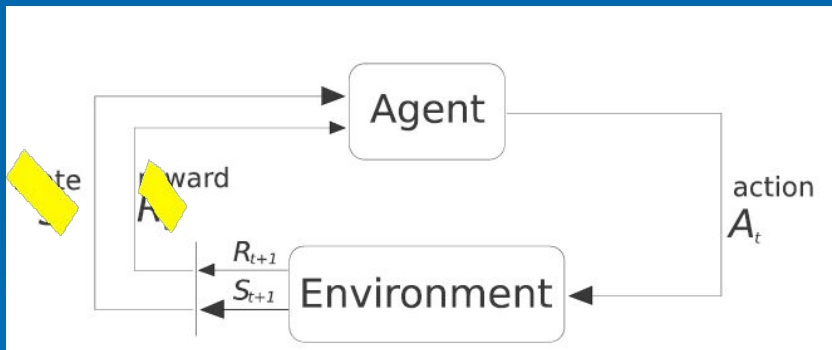 Agent
action
A_t
R_{t+1}
S_{t+1}
Environment